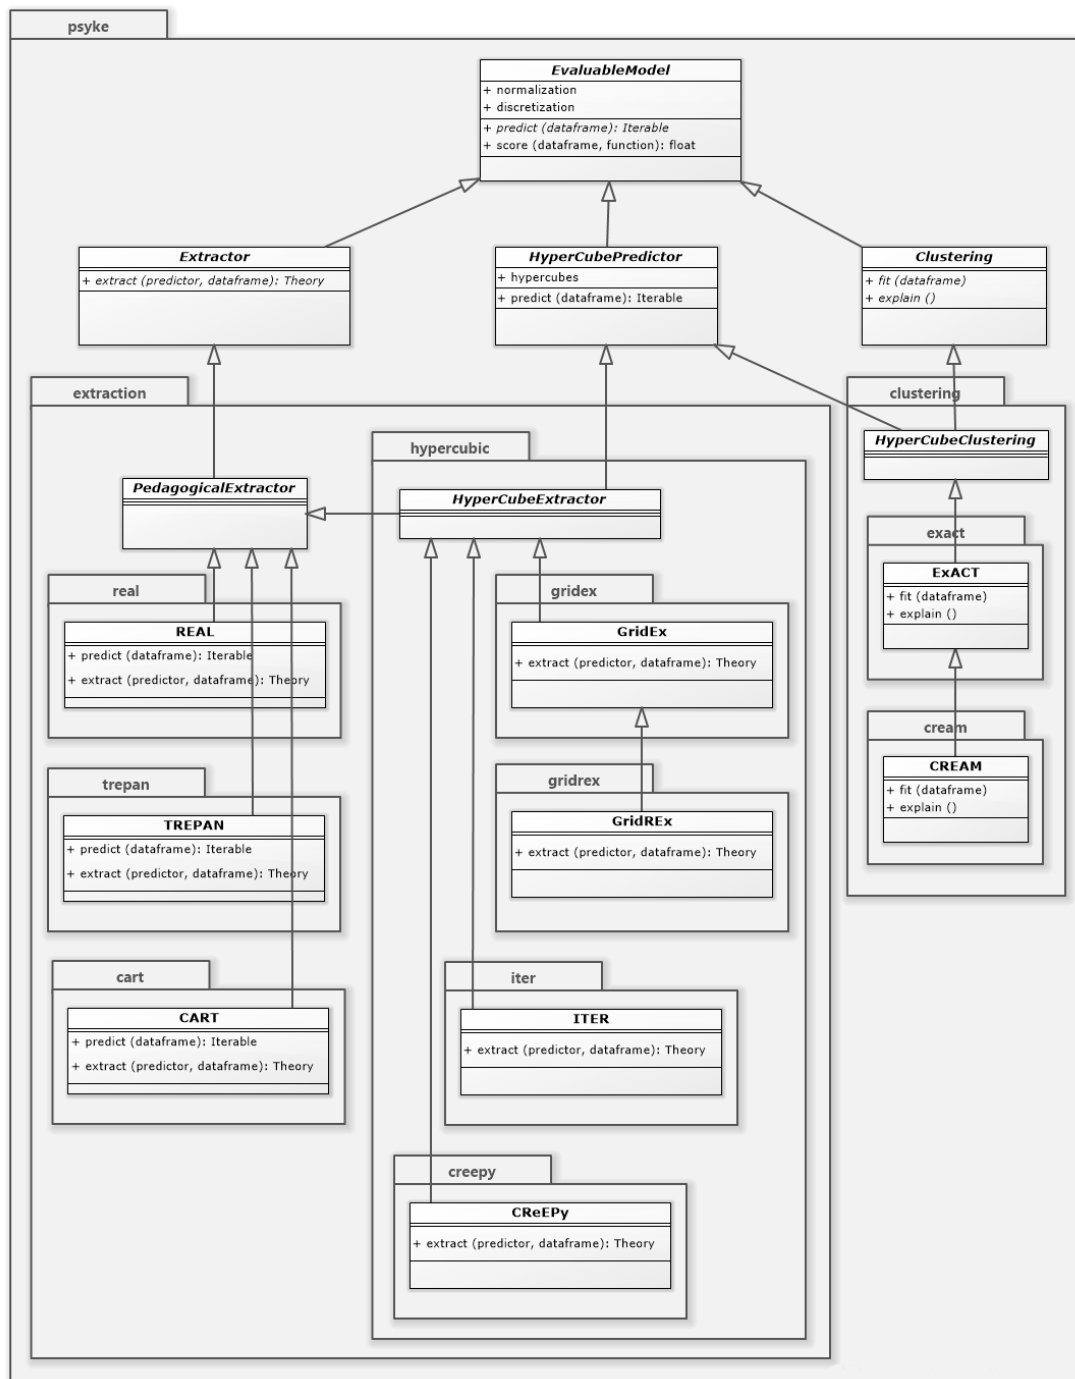 psyke
EvaluableModel
+ normalization
+ discretization
+ predict (dataframe): Iterable
+ score (dataframe, function): float
Extractor
+ extract (predictor, dataframe): Theory
HyperCubePredictor
+ hypercubes
+ predict (dataframe): Iterable
Clustering
+ fit (dataframe)
+ explain ()
extraction
PedagogicalExtractor
hypercubic
HyperCubeExtractor
clustering
HyperCubeClustering
exact
ExACT
+ fit (dataframe)
+ explain ()
cream
CREAM
+ fit (dataframe)
+ explain ()
real
REAL
+ predict (dataframe): Iterable
+ extract (predictor, dataframe): Theory
trepan
TREPAN
+ predict (dataframe): Iterable
+ extract (predictor, dataframe): Theory
cart
CART
+ predict (dataframe): Iterable
+ extract (predictor, dataframe): Theory
gridex
GridEx
+ extract (predictor, dataframe): Theory
gridrex
GridREx
+ extract (predictor, dataframe): Theory
iter
ITER
+ extract (predictor, dataframe): Theory
creepy
CReEPy
+ extract (predictor, dataframe): Theory